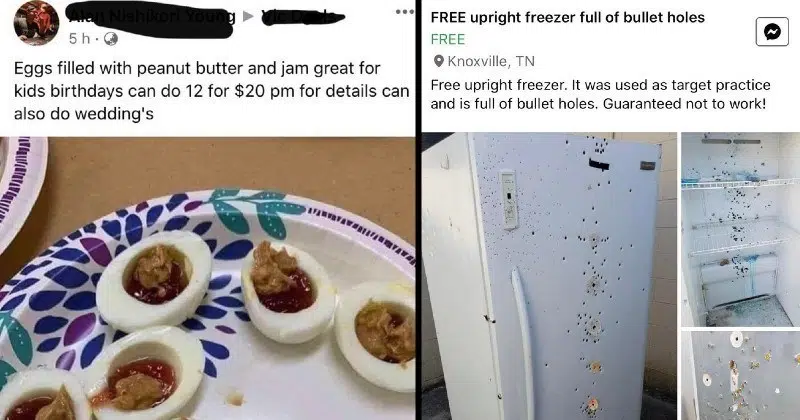 5 h ·
Eggs filled with peanut butter and jam great for
kids birthdays can do 12 for $20 pm for details can
also do wedding's
FREE upright freezer full of bullet holes
FREE
Knoxville, TN
Free upright freezer. It was used as target practice
and is full of bullet holes. Guaranteed not to work!